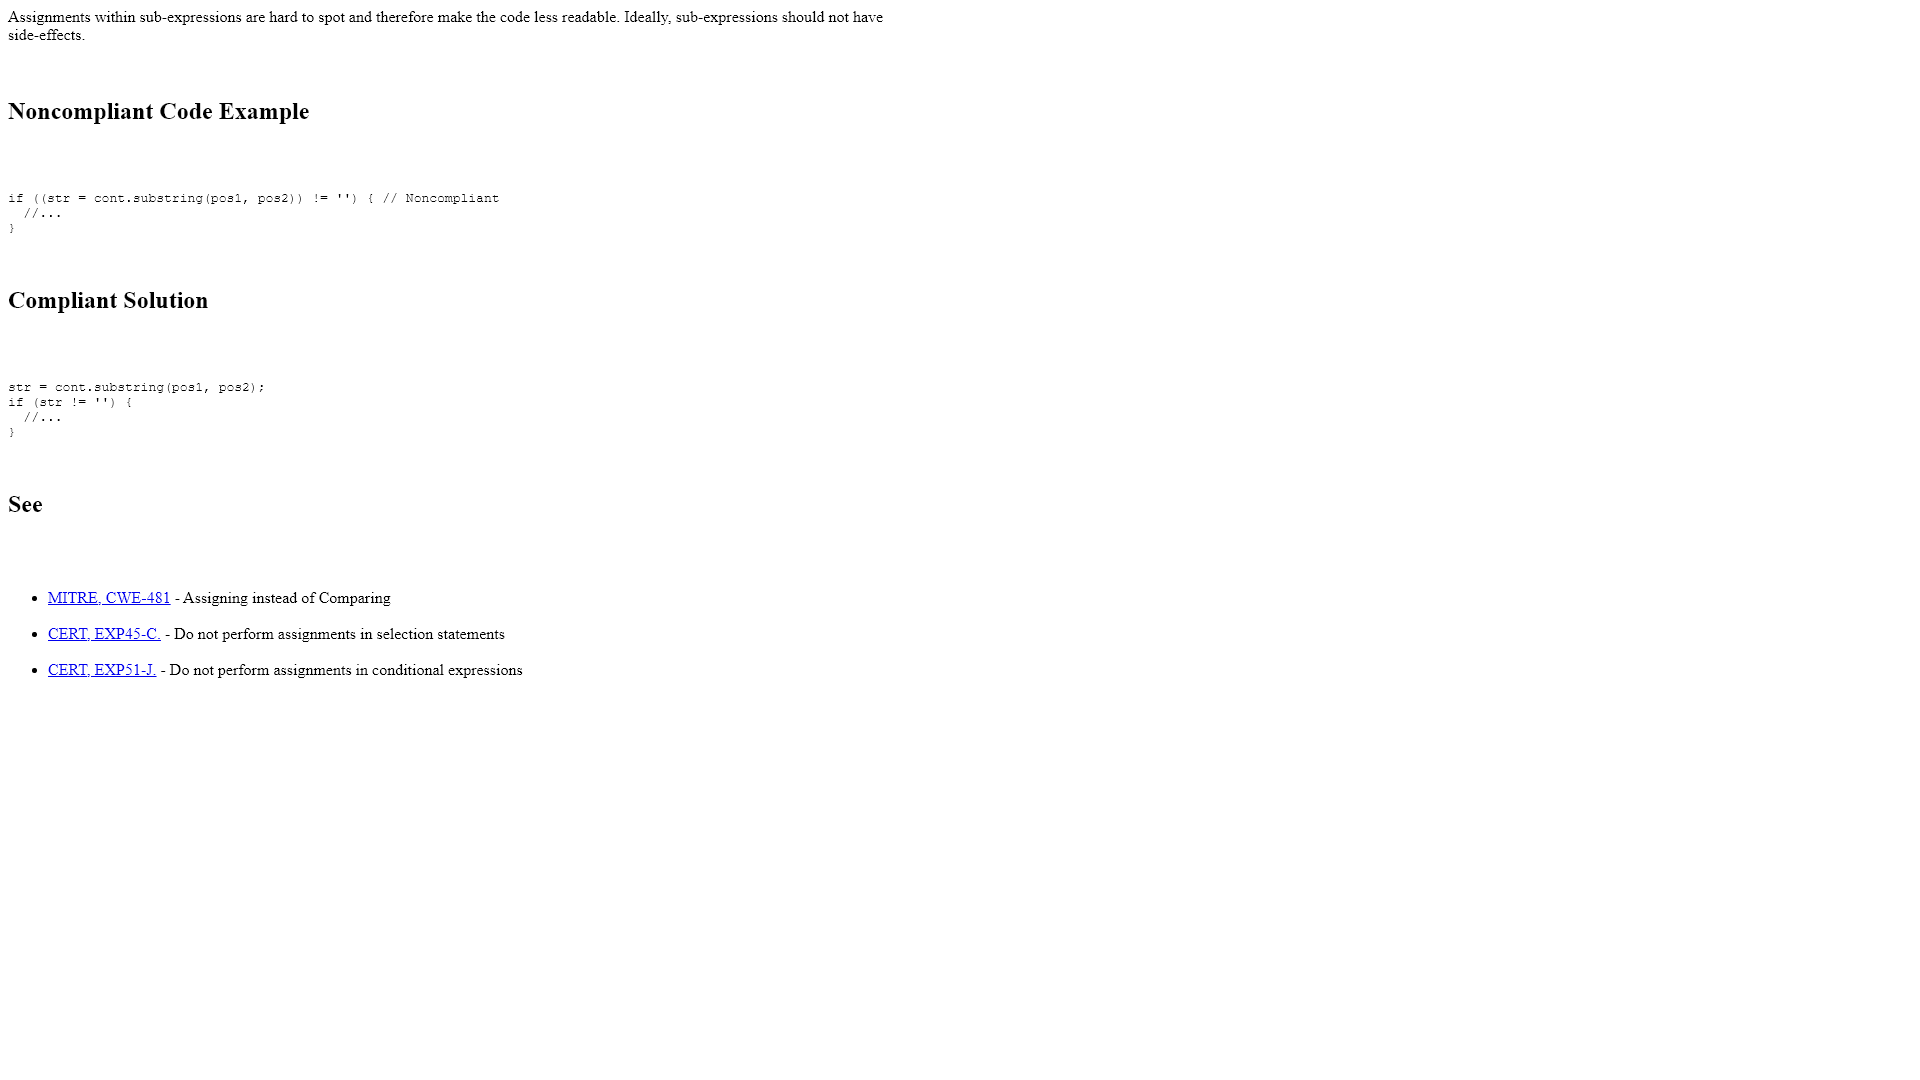 Assignments within sub-expressions are hard to spot and therefore make the code less readable. Ideally, sub-expressions should not have
side-effects.
Noncompliant Code Example
if ((str = cont.substring(pos1, pos2)) != '') { // Noncompliant
  //...
}
Compliant Solution
str = cont.substring(pos1, pos2);
if (str != '') {
  //...
}
See
• MITRE, CWE-481 - Assigning instead of Comparing
• CERT, EXP45-C. - Do not perform assignments in selection statements
• CERT, EXP51-J. - Do not perform assignments in conditional expressions